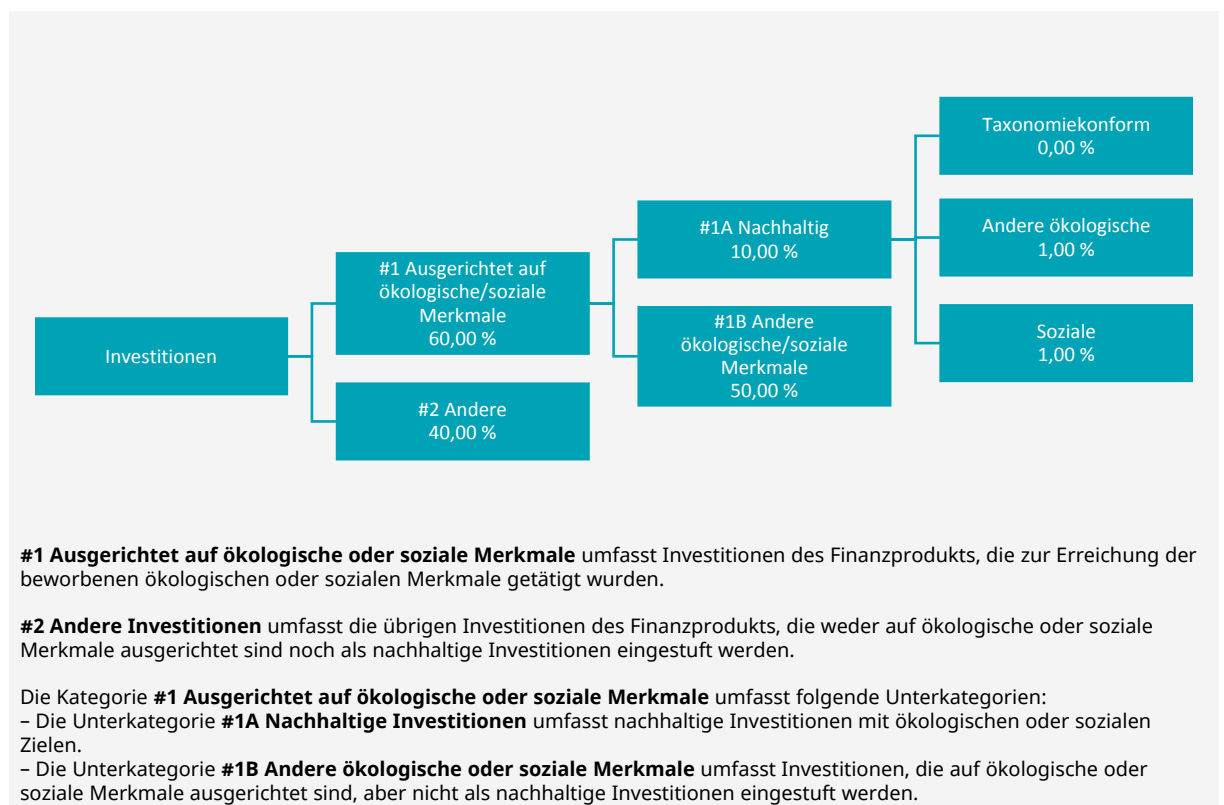 Investitionen
#1 Ausgerichtet auf
ökologische/soziale
Merkmale
60,00 %
#2 Andere
40,00 %
#1A Nachhaltig
10,00 %
#1B Andere
ökologische/soziale
Merkmale
50,00 %
Taxonomiekonform
0,00 %
Andere ökologische
1,00 %
Soziale
1,00 %
#1 Ausgerichtet auf ökologische oder soziale Merkmale umfasst Investitionen des Finanzprodukts, die zur Erreichung der
beworbenen ökologischen oder sozialen Merkmale getätigt wurden.
#2 Andere Investitionen umfasst die übrigen Investitionen des Finanzprodukts, die weder auf ökologische oder soziale
Merkmale ausgerichtet sind noch als nachhaltige Investitionen eingestuft werden.
Die Kategorie #1 Ausgerichtet auf ökologische oder soziale Merkmale umfasst folgende Unterkategorien:
– Die Unterkategorie #1A Nachhaltige Investitionen umfasst nachhaltige Investitionen mit ökologischen oder sozialen
Zielen.
– Die Unterkategorie #1B Andere ökologische oder soziale Merkmale umfasst Investitionen, die auf ökologische oder
soziale Merkmale ausgerichtet sind, aber nicht als nachhaltige Investitionen eingestuft werden.